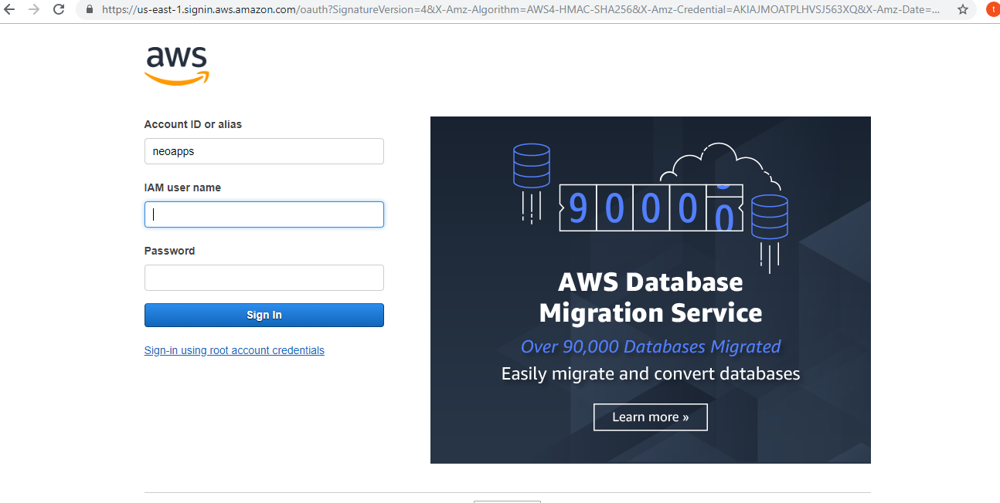 https://us-east-1.signin.aws.amazon.com/oauth?SignatureVersion=4&X-Amz-Algorithm=AWS4-HMAC-SHA256&X-Amz-Credential=AKIAJMOATPLHVSJ563XQ&X-Amz-Date=...
t
aws
Account ID or alias
neoapps
IAM user name
Password
Sign In
Sign-in using root account credentials
90000
AWS Database
Migration Service
Over 90,000 Databases Migrated
Easily migrate and convert databases
Learn more »